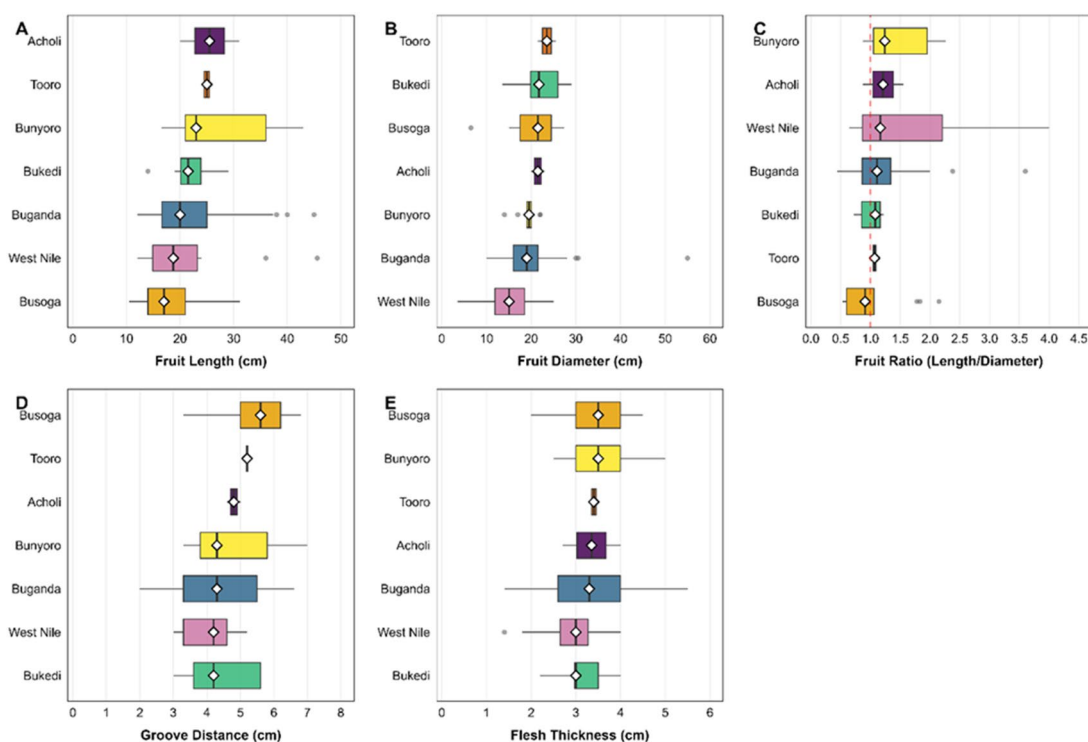 A
Acholi
Tooro
Bunyoro
Bukedi
Buganda
West Nile
Busoga
0 10 20 30 40 50
Fruit Length (cm)
B
Tooro
Bukedi
Busoga
Acholi
Bunyoro
Buganda
West Nile
0 10 20 30 40 50 60
Fruit Diameter (cm)
C
Bunyoro
Acholi
West Nile
Buganda
Bukedi
Tooro
Busoga
0.0 0.5 1.0 1.5 2.0 2.5 3.0 3.5 4.0 4.5
Fruit Ratio (Length/Diameter)
D
Busoga
Tooro
Acholi
Bunyoro
Buganda
West Nile
Bukedi
0 1 2 3 4 5 6 7 8
Groove Distance (cm)
E
Busoga
Bunyoro
Tooro
Acholi
Buganda
West Nile
Bukedi
0 1 2 3 4 5 6
Flesh Thickness (cm)